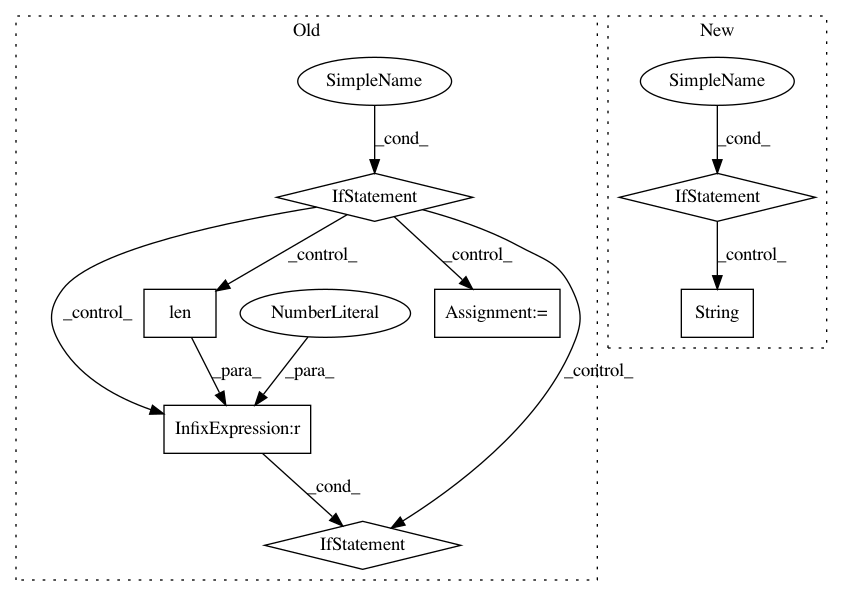 Old
New
SimpleName
SimpleName
_cond_
_cond_
IfStatement
IfStatement
_control_
_control_
_control_
_control_
len
NumberLiteral
Assignment:=
String
_para_
_para_
_control_
InfixExpression:r
_cond_
IfStatement